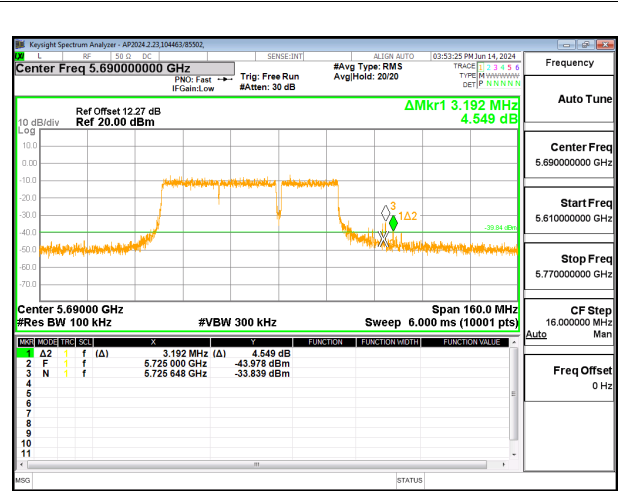 Keysight Spectrum Analyzer - AP2024.2.23,104463/85502,
L RF 50 Ω DC SENSE:INT ALIGN AUTO 03:53:25 PM Jun 14, 2024
Center Freq 5.690000000 GHz
PNO: Fast
IFGain:Low
Trig: Free Run
#Atten: 30 dB
#Avg Type: RMS
Avg|Hold: 20/20
TRACE 1 2 3 4 5 6
TYPE M WWWWW
DET P N N N N N
Frequency
Auto Tune
Center Freq
5.690000000 GHz
Start Freq
5.610000000 GHz
Stop Freq
5.770000000 GHz
CF Step
16.000000 MHz
Auto Man
Freq Offset
0 Hz
Ref Offset 12.27 dB
10 dB/div Ref 20.00 dBm
ΔMkr1 3.192 MHz
4.549 dB
Log
10.0
0.00
-10.0
-20.0
-30.0
-40.0
-50.0
-60.0
-70.0
3
1Δ2
-39.84 dBm
Center 5.69000 GHz Span 160.0 MHz
#Res BW 100 kHz #VBW 300 kHz Sweep 6.000 ms (10001 pts)
MKR MODE TRC SCL X Y FUNCTION FUNCTION WIDTH FUNCTION VALUE
1 Δ2 1 f (Δ) 3.192 MHz (Δ) 4.549 dB
2 F 1 f 5.725 000 GHz -43.978 dBm
3 N 1 f 5.725 648 GHz -33.839 dBm
4
5
6
7
8
9
10
11
MSG STATUS